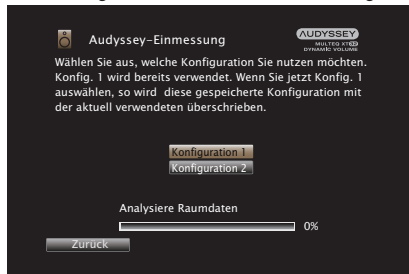 Audyssey-Einmessung
AUDYSSEY
MULTEQ XT32
DYNAMIC VOLUME
Wählen Sie aus, welche Konfiguration Sie nutzen möchten.
Konfig. 1 wird bereits verwendet. Wenn Sie jetzt Konfig. 1
auswählen, so wird diese gespeicherte Konfiguration mit
der aktuell verwendeten überschrieben.
Konfiguration 1
Konfiguration 2
Analysiere Raumdaten
0%
Zurück